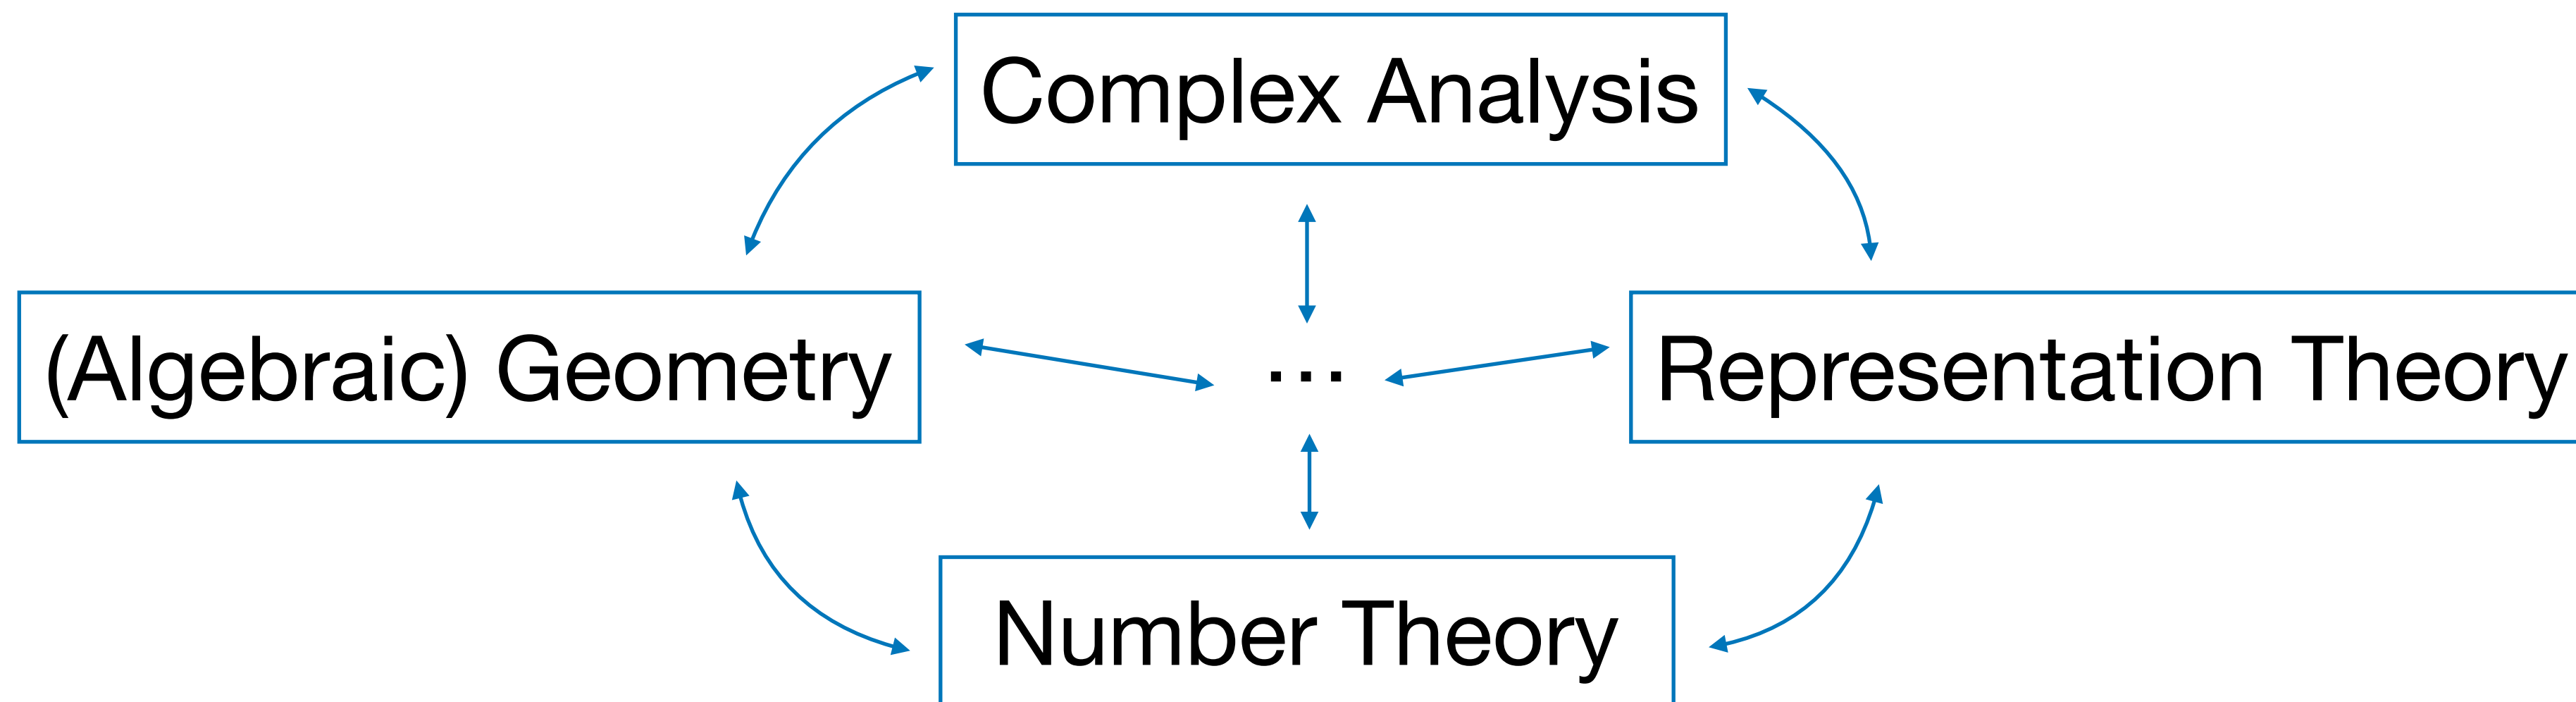 Complex Analysis
(Algebraic) Geometry
...
Representation Theory
Number Theory